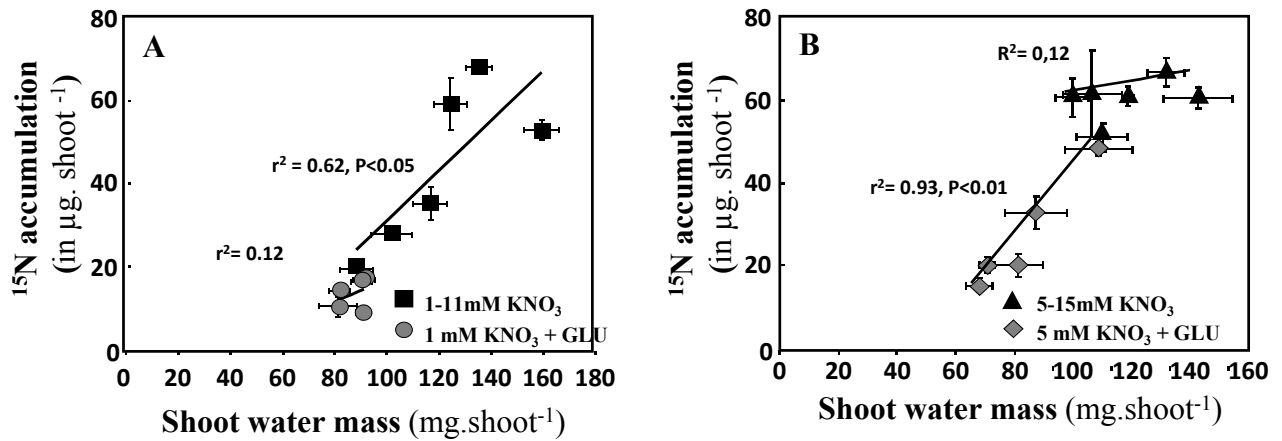 A
¹⁵N accumulation
(in µg. shoot ⁻¹)
80
60
40
20
0
r² = 0.62, P<0.05
r²= 0.12
1-11mM KNO₃
1 mM KNO₃ + GLU
0 20 40 60 80 100 120 140 160 180
Shoot water mass (mg.shoot⁻¹)
B
¹⁵N accumulation
(in µg. shoot ⁻¹)
80
60
40
20
0
R²= 0,12
r²= 0.93, P<0.01
5-15mM KNO₃
5 mM KNO₃ + GLU
0 20 40 60 80 100 120 140 160
Shoot water mass (mg.shoot⁻¹)